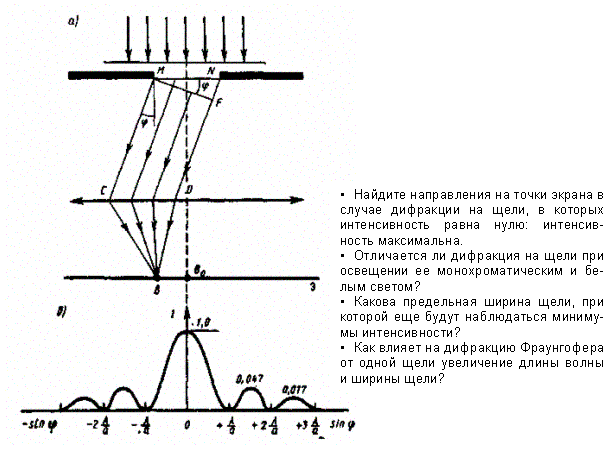 а)
M N
φ F
φ
C D
B B₀ Э
б) I
1,0
0,047 0,017
-sin φ -2 λ/a - λ/a 0 + λ/a +2 λ/a +3 λ/a sin φ
• Найдите направления на точки экрана в
случае дифракции на щели, в которых
интенсивность равна нулю: интенсив-
ность максимальна.
• Отличается ли дифракция на щели при
освещении ее монохроматическим и бе-
лым светом?
• Какова предельная ширина щели, при
которой еще будут наблюдаться миниму-
мы интенсивности?
• Как влияет на дифракцию Фраунгофера
от одной щели увеличение длины волны
и ширины щели?